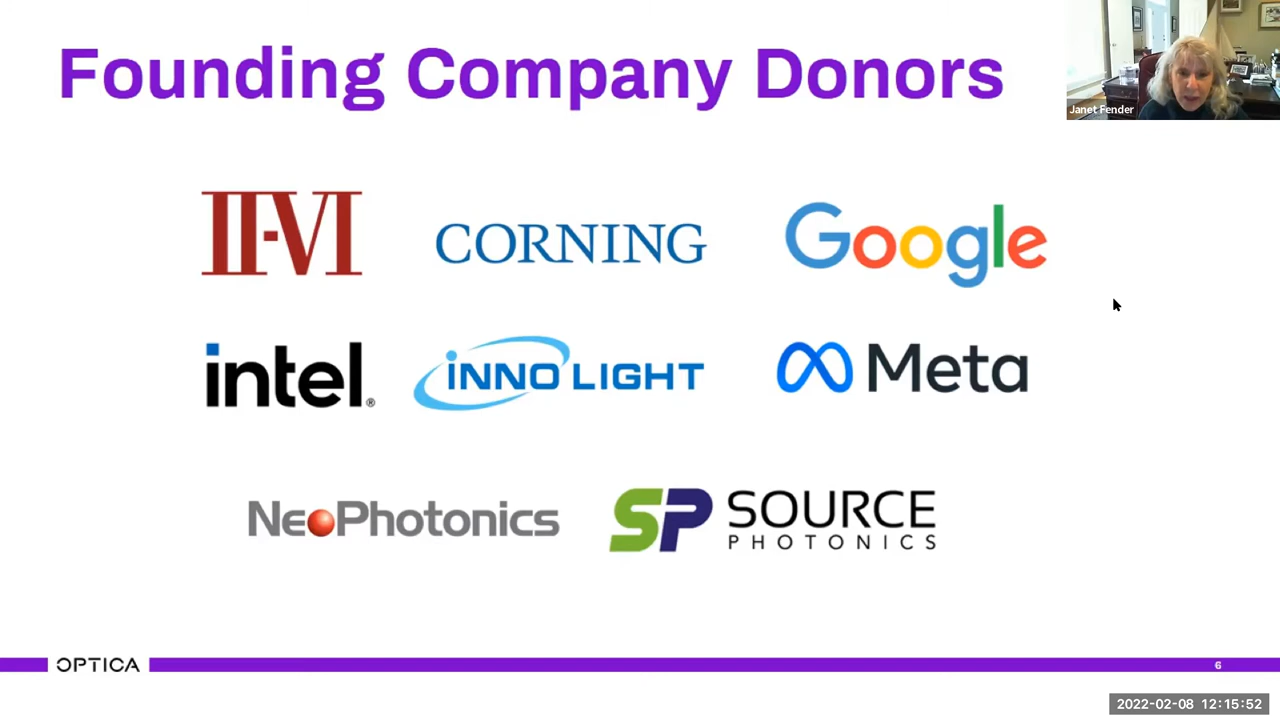 Founding Company Donors
Janet Fender
II-VI
CORNING
Google
intel®
INNOLIGHT
Meta
NeoPhotonics
SP SOURCE
PHOTONICS
OPTICA
6
2022-02-08 12:15:52